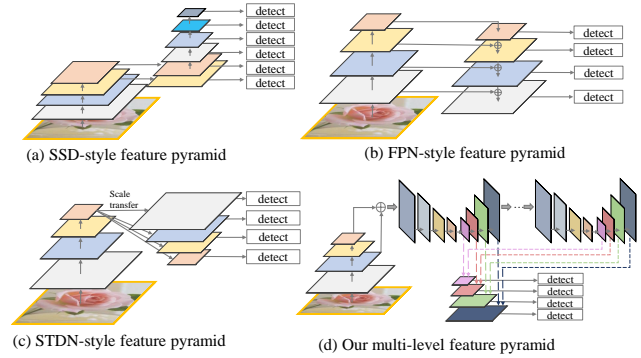 detect
detect
detect
detect
detect
detect
(a) SSD-style feature pyramid
detect
detect
detect
detect
(b) FPN-style feature pyramid
Scale
transfer
detect
detect
detect
detect
(c) STDN-style feature pyramid
...
detect
detect
detect
detect
(d) Our multi-level feature pyramid